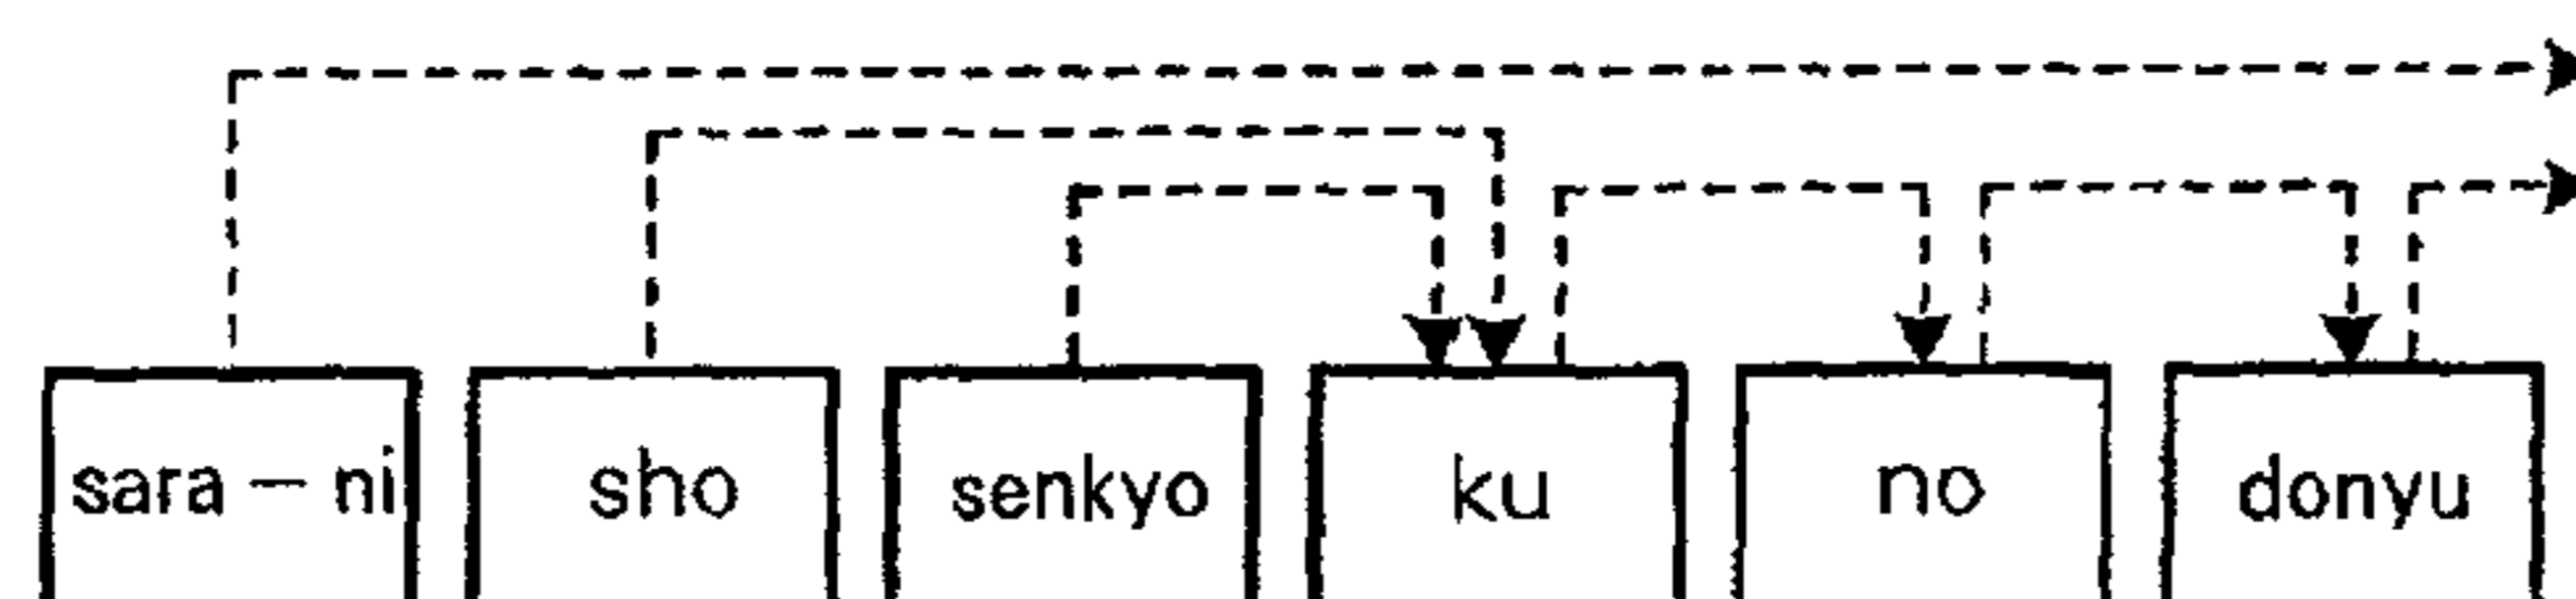 sara – ni sho senkyo ku no donyu